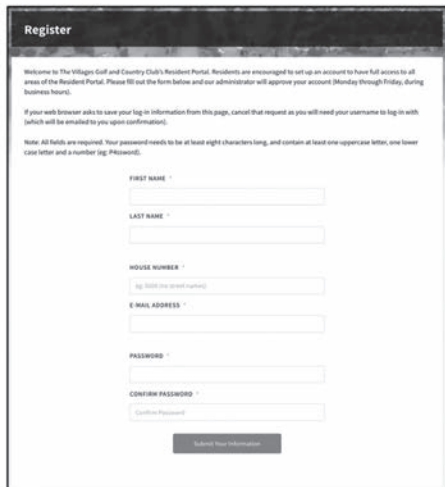 Register
Welcome to The Villages Golf and Country Club's Resident Portal. Residents are encouraged to set up an account to have full access to all
areas of the Resident Portal. Please fill out the form below and our administrator will approve your account (Monday through Friday, during
business hours).
If your web browser asks to save your log-in information from this page, cancel that request as you will need your username to log-in with
(which will be emailed to you upon confirmation).
Note: All fields are required. Your password needs to be at least eight characters long, and contain at least one uppercase letter, one lower
case letter and a number (eg: P4ssword).
FIRST NAME *
LAST NAME *
HOUSE NUMBER *
eg. 5000 (no street names)
E-MAIL ADDRESS *
PASSWORD *
CONFIRM PASSWORD *
Confirm Password
Submit Your Information